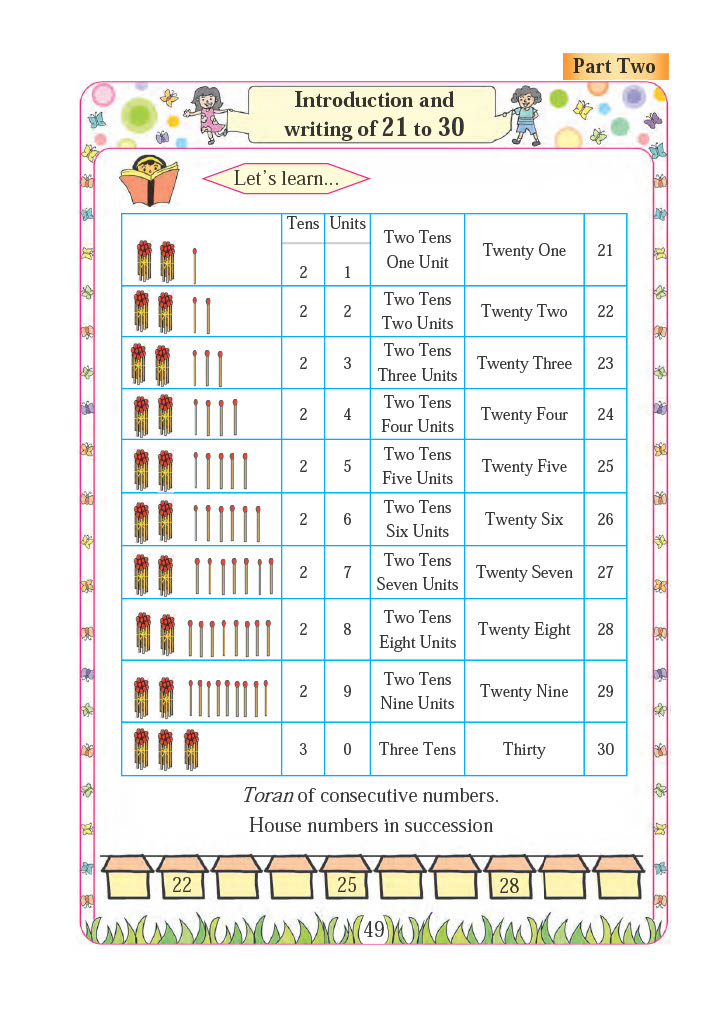 Part Two
Introduction and
writing of 21 to 30
Let's learn...
Tens Units
2 1 Two Tens One Unit Twenty One 21
2 2 Two Tens Two Units Twenty Two 22
2 3 Two Tens Three Units Twenty Three 23
2 4 Two Tens Four Units Twenty Four 24
2 5 Two Tens Five Units Twenty Five 25
2 6 Two Tens Six Units Twenty Six 26
2 7 Two Tens Seven Units Twenty Seven 27
2 8 Two Tens Eight Units Twenty Eight 28
2 9 Two Tens Nine Units Twenty Nine 29
3 0 Three Tens Thirty 30
Toran of consecutive numbers.
House numbers in succession
22 25 28
49